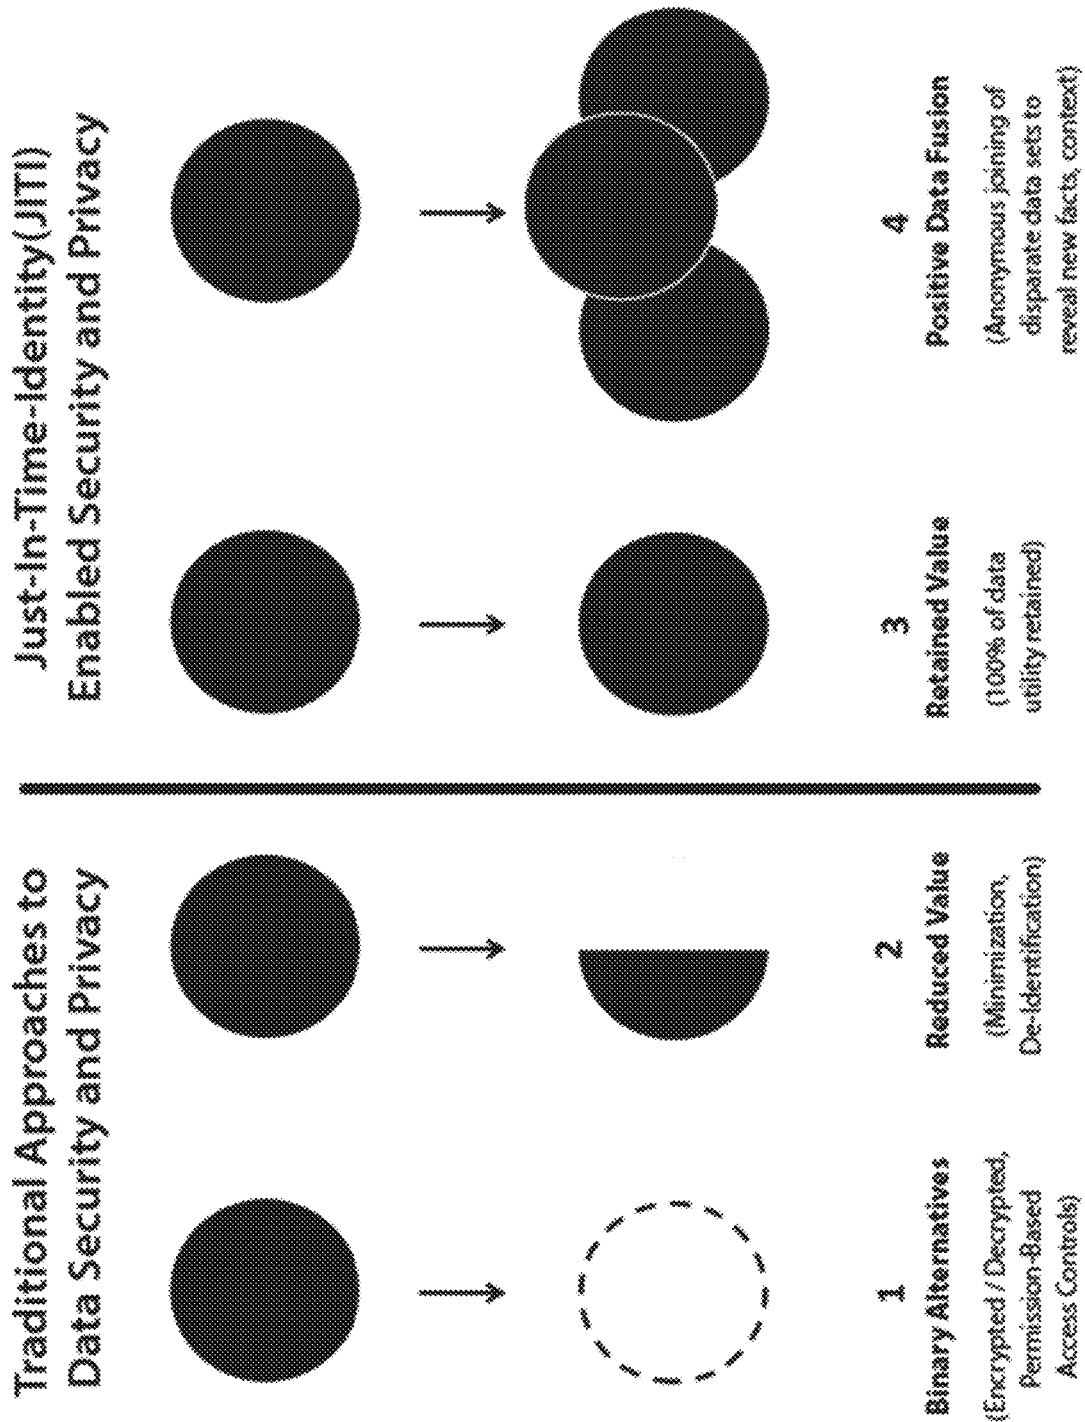 Traditional Approaches to
Data Security and Privacy
1
Binary Alternatives
(Encrypted / Decrypted,
Permission-Based
Access Controls)
2
Reduced Value
(Minimization,
De-Identification)
Just-In-Time-Identity(JITI)
Enabled Security and Privacy
3
Retained Value
(100% of data
utility retained)
4
Positive Data Fusion
(Anonymous joining of
disparate data sets to
reveal new facts, context)